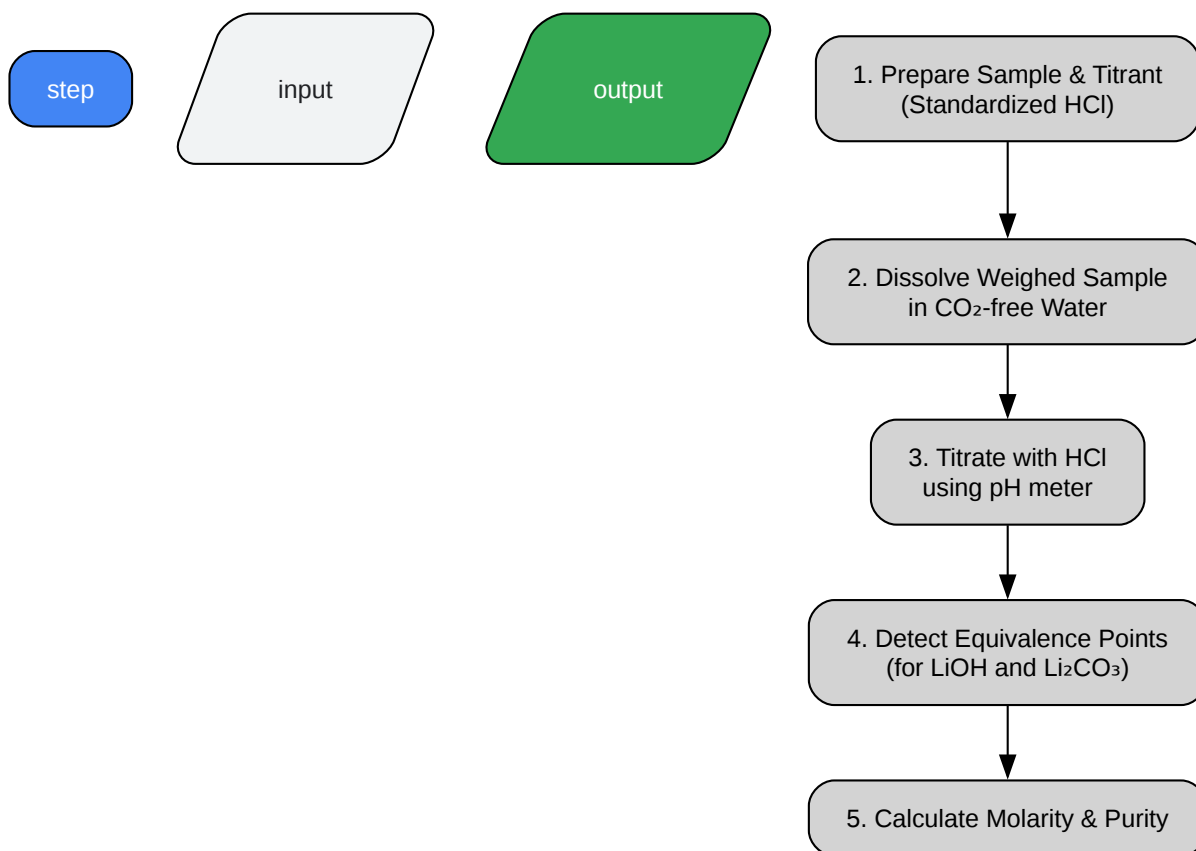 step
input
output
1. Prepare Sample & Titrant
(Standardized HCl)
2. Dissolve Weighed Sample
in CO₂-free Water
3. Titrate with HCl
using pH meter
4. Detect Equivalence Points
(for LiOH and Li₂CO₃)
5. Calculate Molarity & Purity